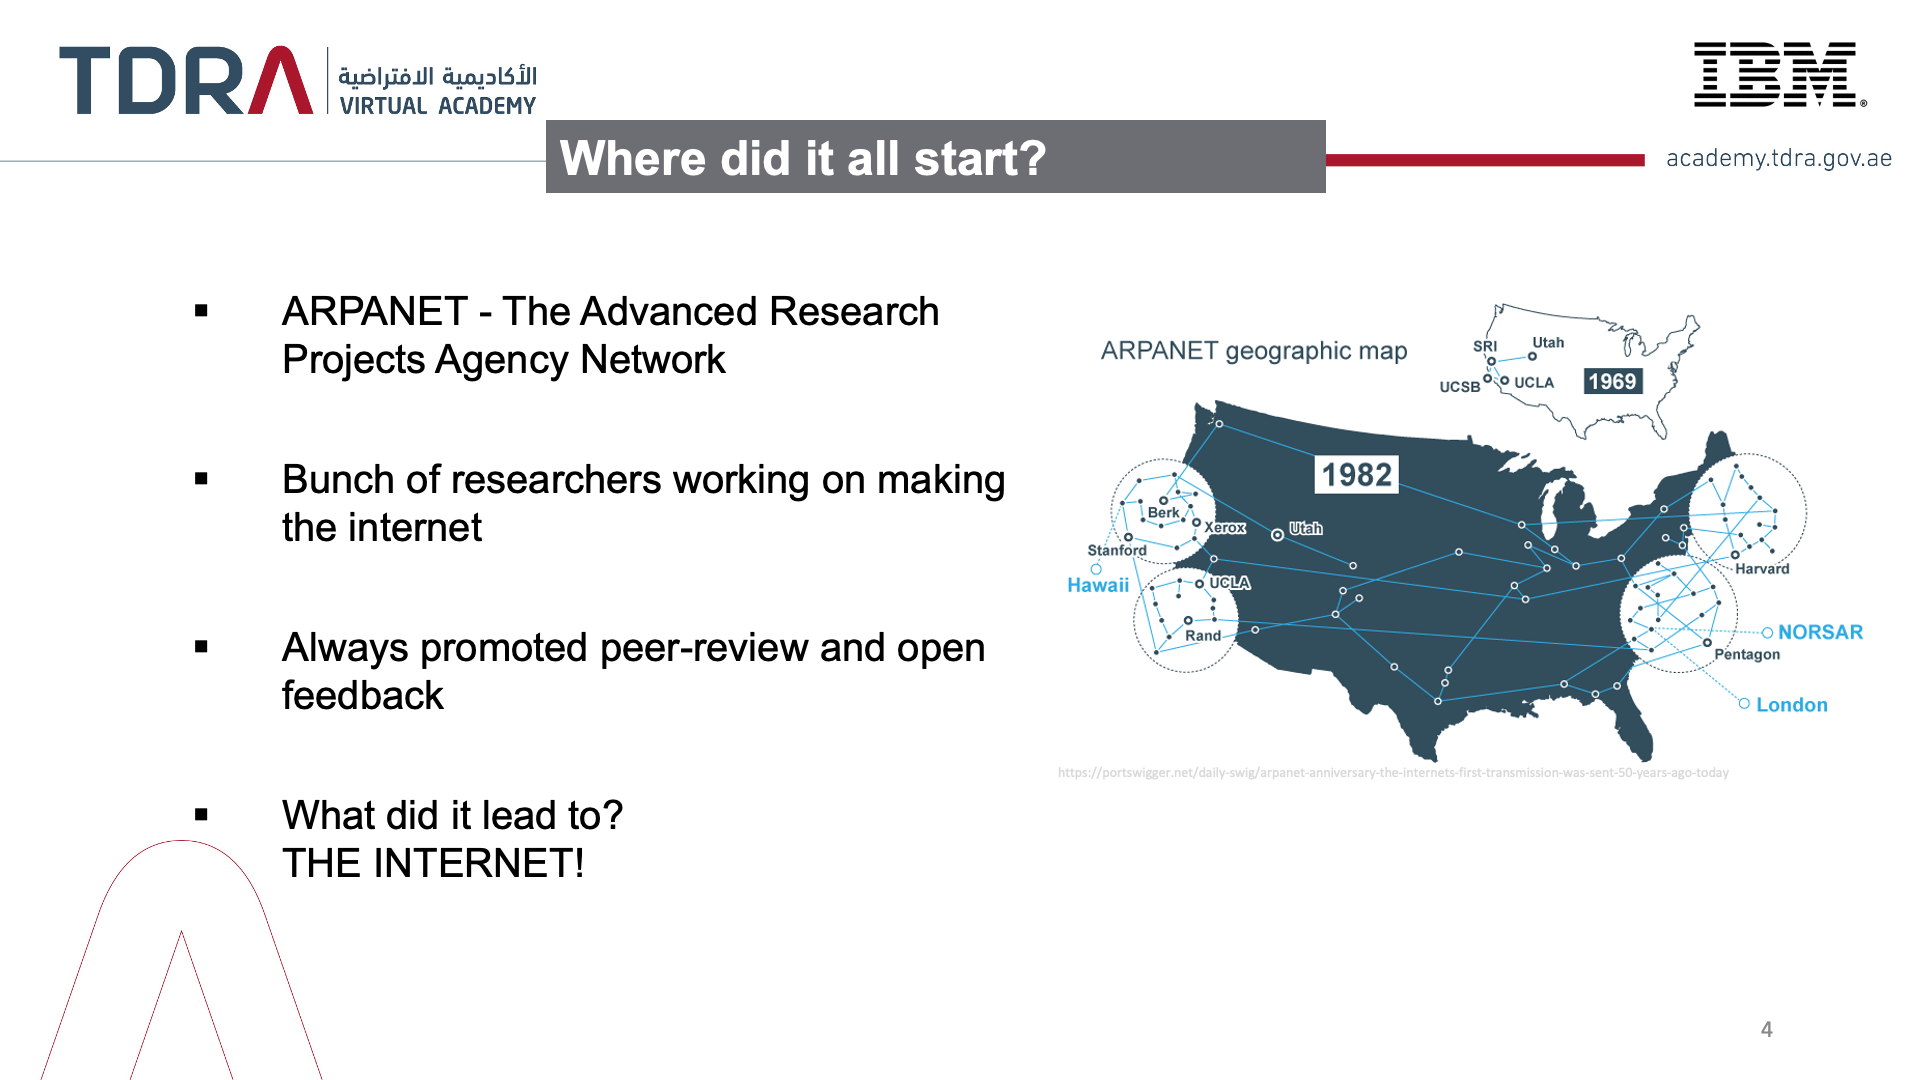 TDRA
الأكاديمية الافتراضية
VIRTUAL ACADEMY
IBM®
Where did it all start?
academy.tdra.gov.ae
▪ ARPANET - The Advanced Research
Projects Agency Network
▪ Bunch of researchers working on making
the internet
▪ Always promoted peer-review and open
feedback
▪ What did it lead to?
THE INTERNET!
ARPANET geographic map
SRI
Utah
UCSB
UCLA
1969
1982
Berk
Xerox
Utah
Stanford
Hawaii
UCLA
Rand
Harvard
NORSAR
Pentagon
London
https://portswigger.net/daily-swig/arpanet-anniversary-the-internets-first-transmission-was-sent-50-years-ago-today
4